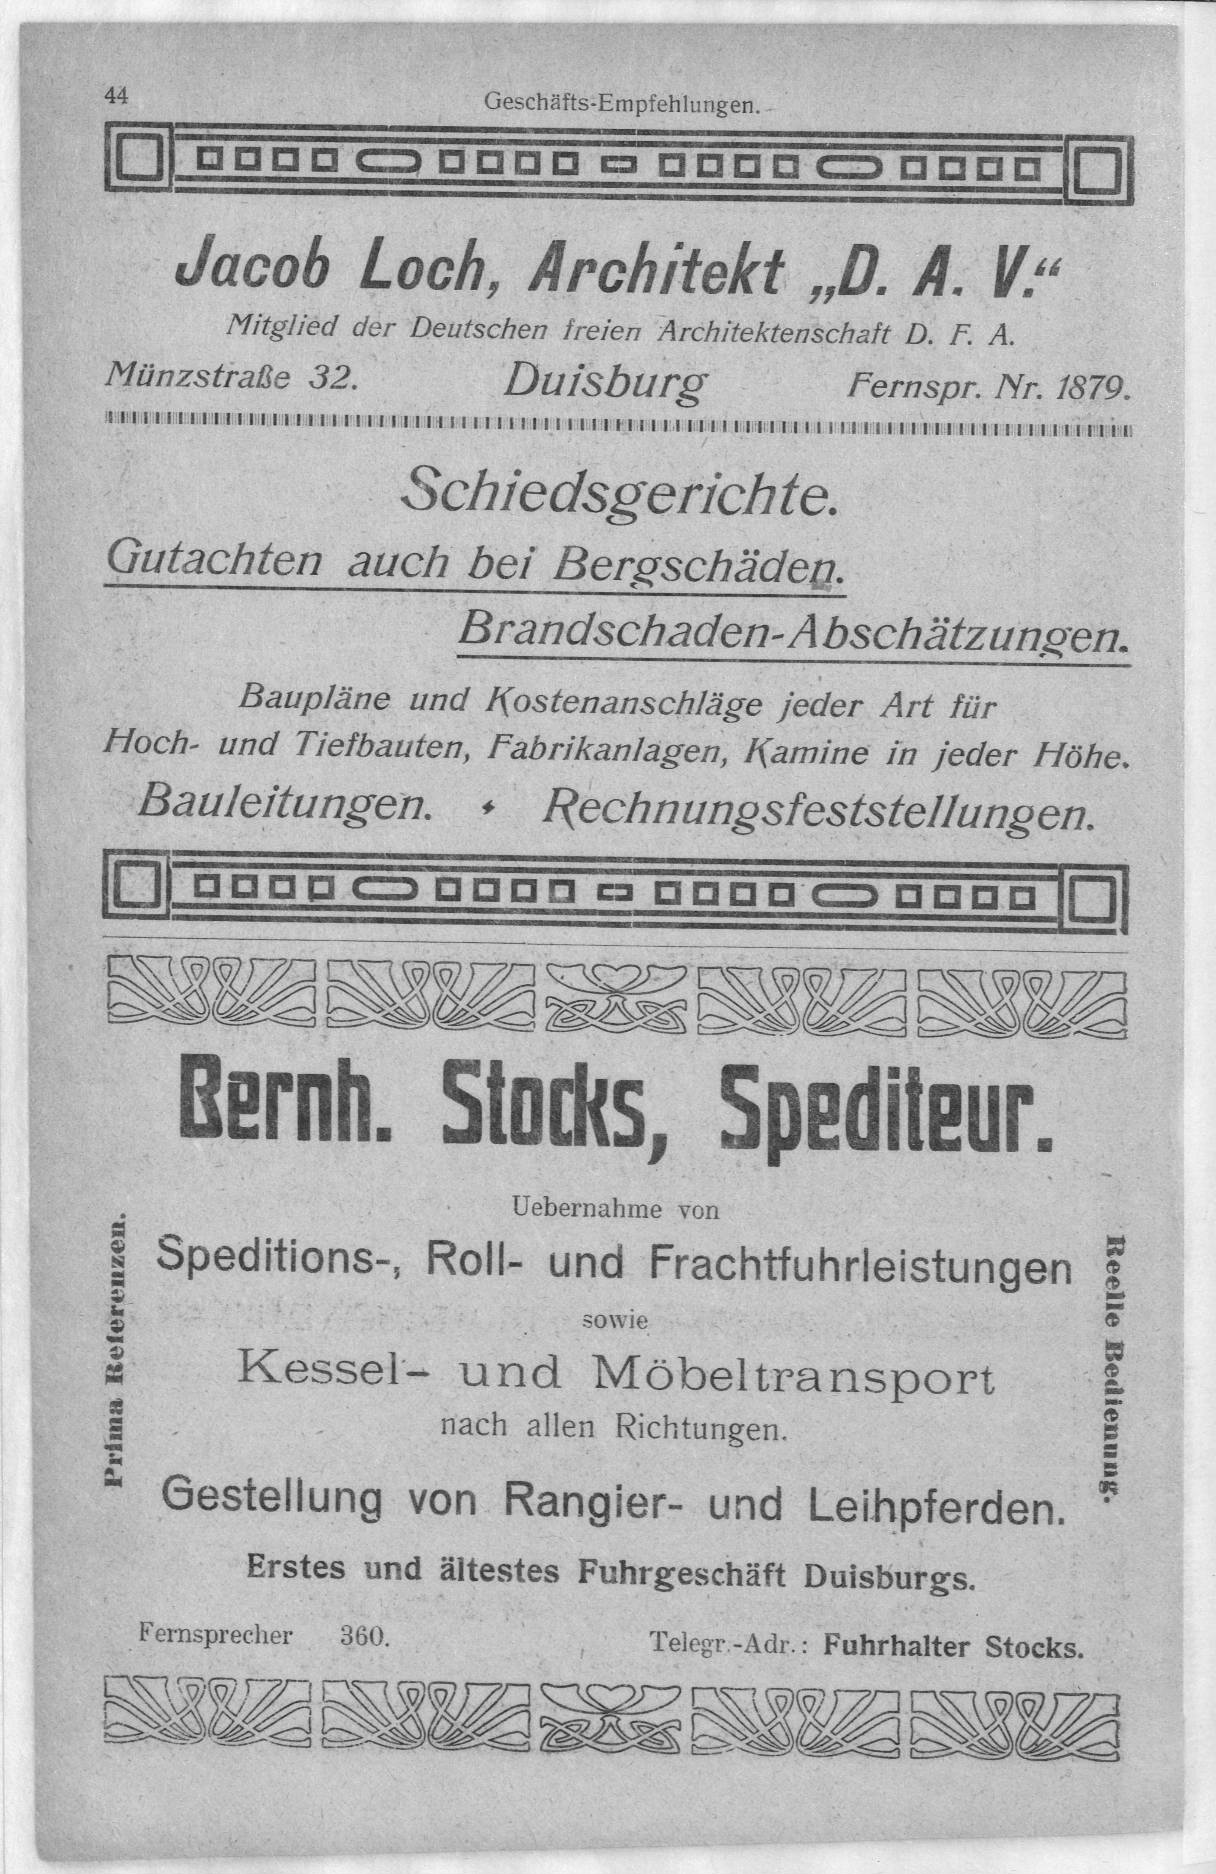 44
Geschäfts-Empfehlungen.
Jacob Loch, Architekt „D. A. V.“
Mitglied der Deutschen freien Architektenschaft D. F. A.
Münzstraße 32. Duisburg Fernspr. Nr. 1879.
Schiedsgerichte.
Gutachten auch bei Bergschäden.
Brandschaden-Abschätzungen.
Baupläne und Kostenanschläge jeder Art für
Hoch- und Tiefbauten, Fabrikanlagen, Kamine in jeder Höhe.
Bauleitungen. Rechnungsfeststellungen.
Bernh. Stocks, Spediteur.
Prima Referenzen.
Uebernahme von
Speditions-, Roll- und Frachtfuhrleistungen
sowie
Kessel- und Möbeltransport
nach allen Richtungen.
Gestellung von Rangier- und Leihpferden.
Erstes und ältestes Fuhrgeschäft Duisburgs.
Reelle Bedienung.
Fernsprecher 360. Telegr.-Adr.: Fuhrhalter Stocks.